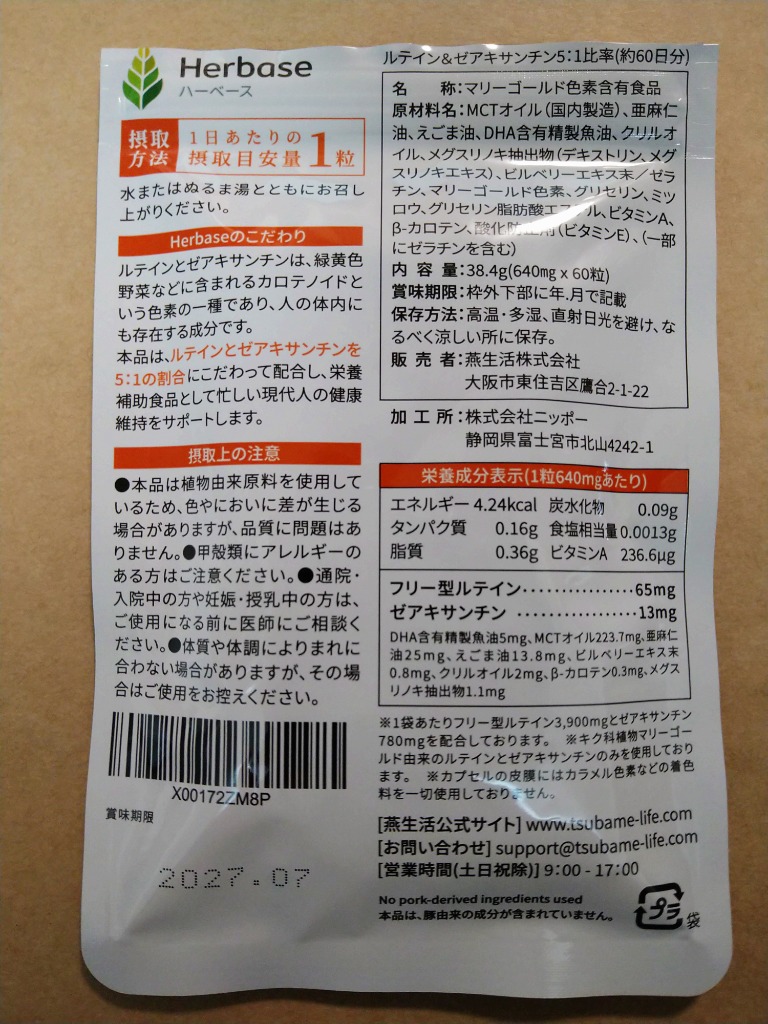 Herbase
ハーベース
摂取
方法
1日あたりの
摂取目安量 1粒
水またはぬるま湯とともにお召し
上がりください。
Herbaseのこだわり
ルテインとゼアキサンチンは、緑黄色
野菜などに含まれるカロテノイドと
いう色素の一種であり、人の体内に
も存在する成分です。
本品は、ルテインとゼアキサンチンを
5:1の割合にこだわって配合し、栄養
補助食品として忙しい現代人の健康
維持をサポートします。
摂取上の注意
●本品は植物由来原料を使用して
いるため、色やにおいに差が生じる
場合がありますが、品質に問題はあ
りません。●甲殻類にアレルギーの
ある方はご注意ください。●通院・
入院中の方や妊娠・授乳中の方は、
ご使用になる前に医師にご相談く
ださい。●体質や体調によりまれに
合わない場合がありますが、その場
合はご使用をお控えください。
X00172ZM8P
賞味期限
2027.07
ルテイン&ゼアキサンチン5:1比率(約60日分)
名 称:マリーゴールド色素含有食品
原材料名:MCTオイル(国内製造)、亜麻仁
油、えごま油、DHA含有精製魚油、クリルオ
イル、メグスリノキ抽出物(デキストリン、メグ
スリノキエキス)、ビルベリーエキス末/ゼラ
チン、マリーゴールド色素、グリセリン、ミツ
ロウ、グリセリン脂肪酸エステル、ビタミンA、
β-カロテン、酸化防止剤(ビタミンE)、(一部
にゼラチンを含む)
内 容 量:38.4g(640mg x 60粒)
賞味期限:枠外下部に年.月で記載
保存方法:高温・多湿、直射日光を避け、な
るべく涼しい所に保存。
販 売 者:燕生活株式会社
大阪市東住吉区鷹合2-1-22
加 工 所:株式会社ニッポー
静岡県富士宮市北山4242-1
栄養成分表示(1粒640mgあたり)
エネルギー 4.24kcal 炭水化物 0.09g
タンパク質 0.16g 食塩相当量 0.0013g
脂質 0.36g ビタミンA 236.6μg
フリー型ルテイン・・・・・・・・・・・・・65mg
ゼアキサンチン ・・・・・・・・・・・・・13mg
DHA含有精製魚油5mg、MCTオイル223.7mg、亜麻仁
油25mg、えごま油13.8mg、ビルベリーエキス末
0.8mg、クリルオイル2mg、β-カロテン0.3mg、メグス
リノキ抽出物1.1mg
※1袋あたりフリー型ルテイン3,900mgとゼアキサンチン
780mgを配合しております。 ※キク科植物マリーゴー
ルド由来のルテインとゼアキサンチンのみを使用しており
ます。 ※カプセルの皮膜にはカラメル色素などの着色
料を一切使用しておりません。
[燕生活公式サイト] www.tsubame-life.com
[お問い合わせ] support@tsubame-life.com
[営業時間(土日祝除)] 9:00 - 17:00
No pork-derived ingredients used
本品は、豚由来の成分が含まれていません。
プラ
袋